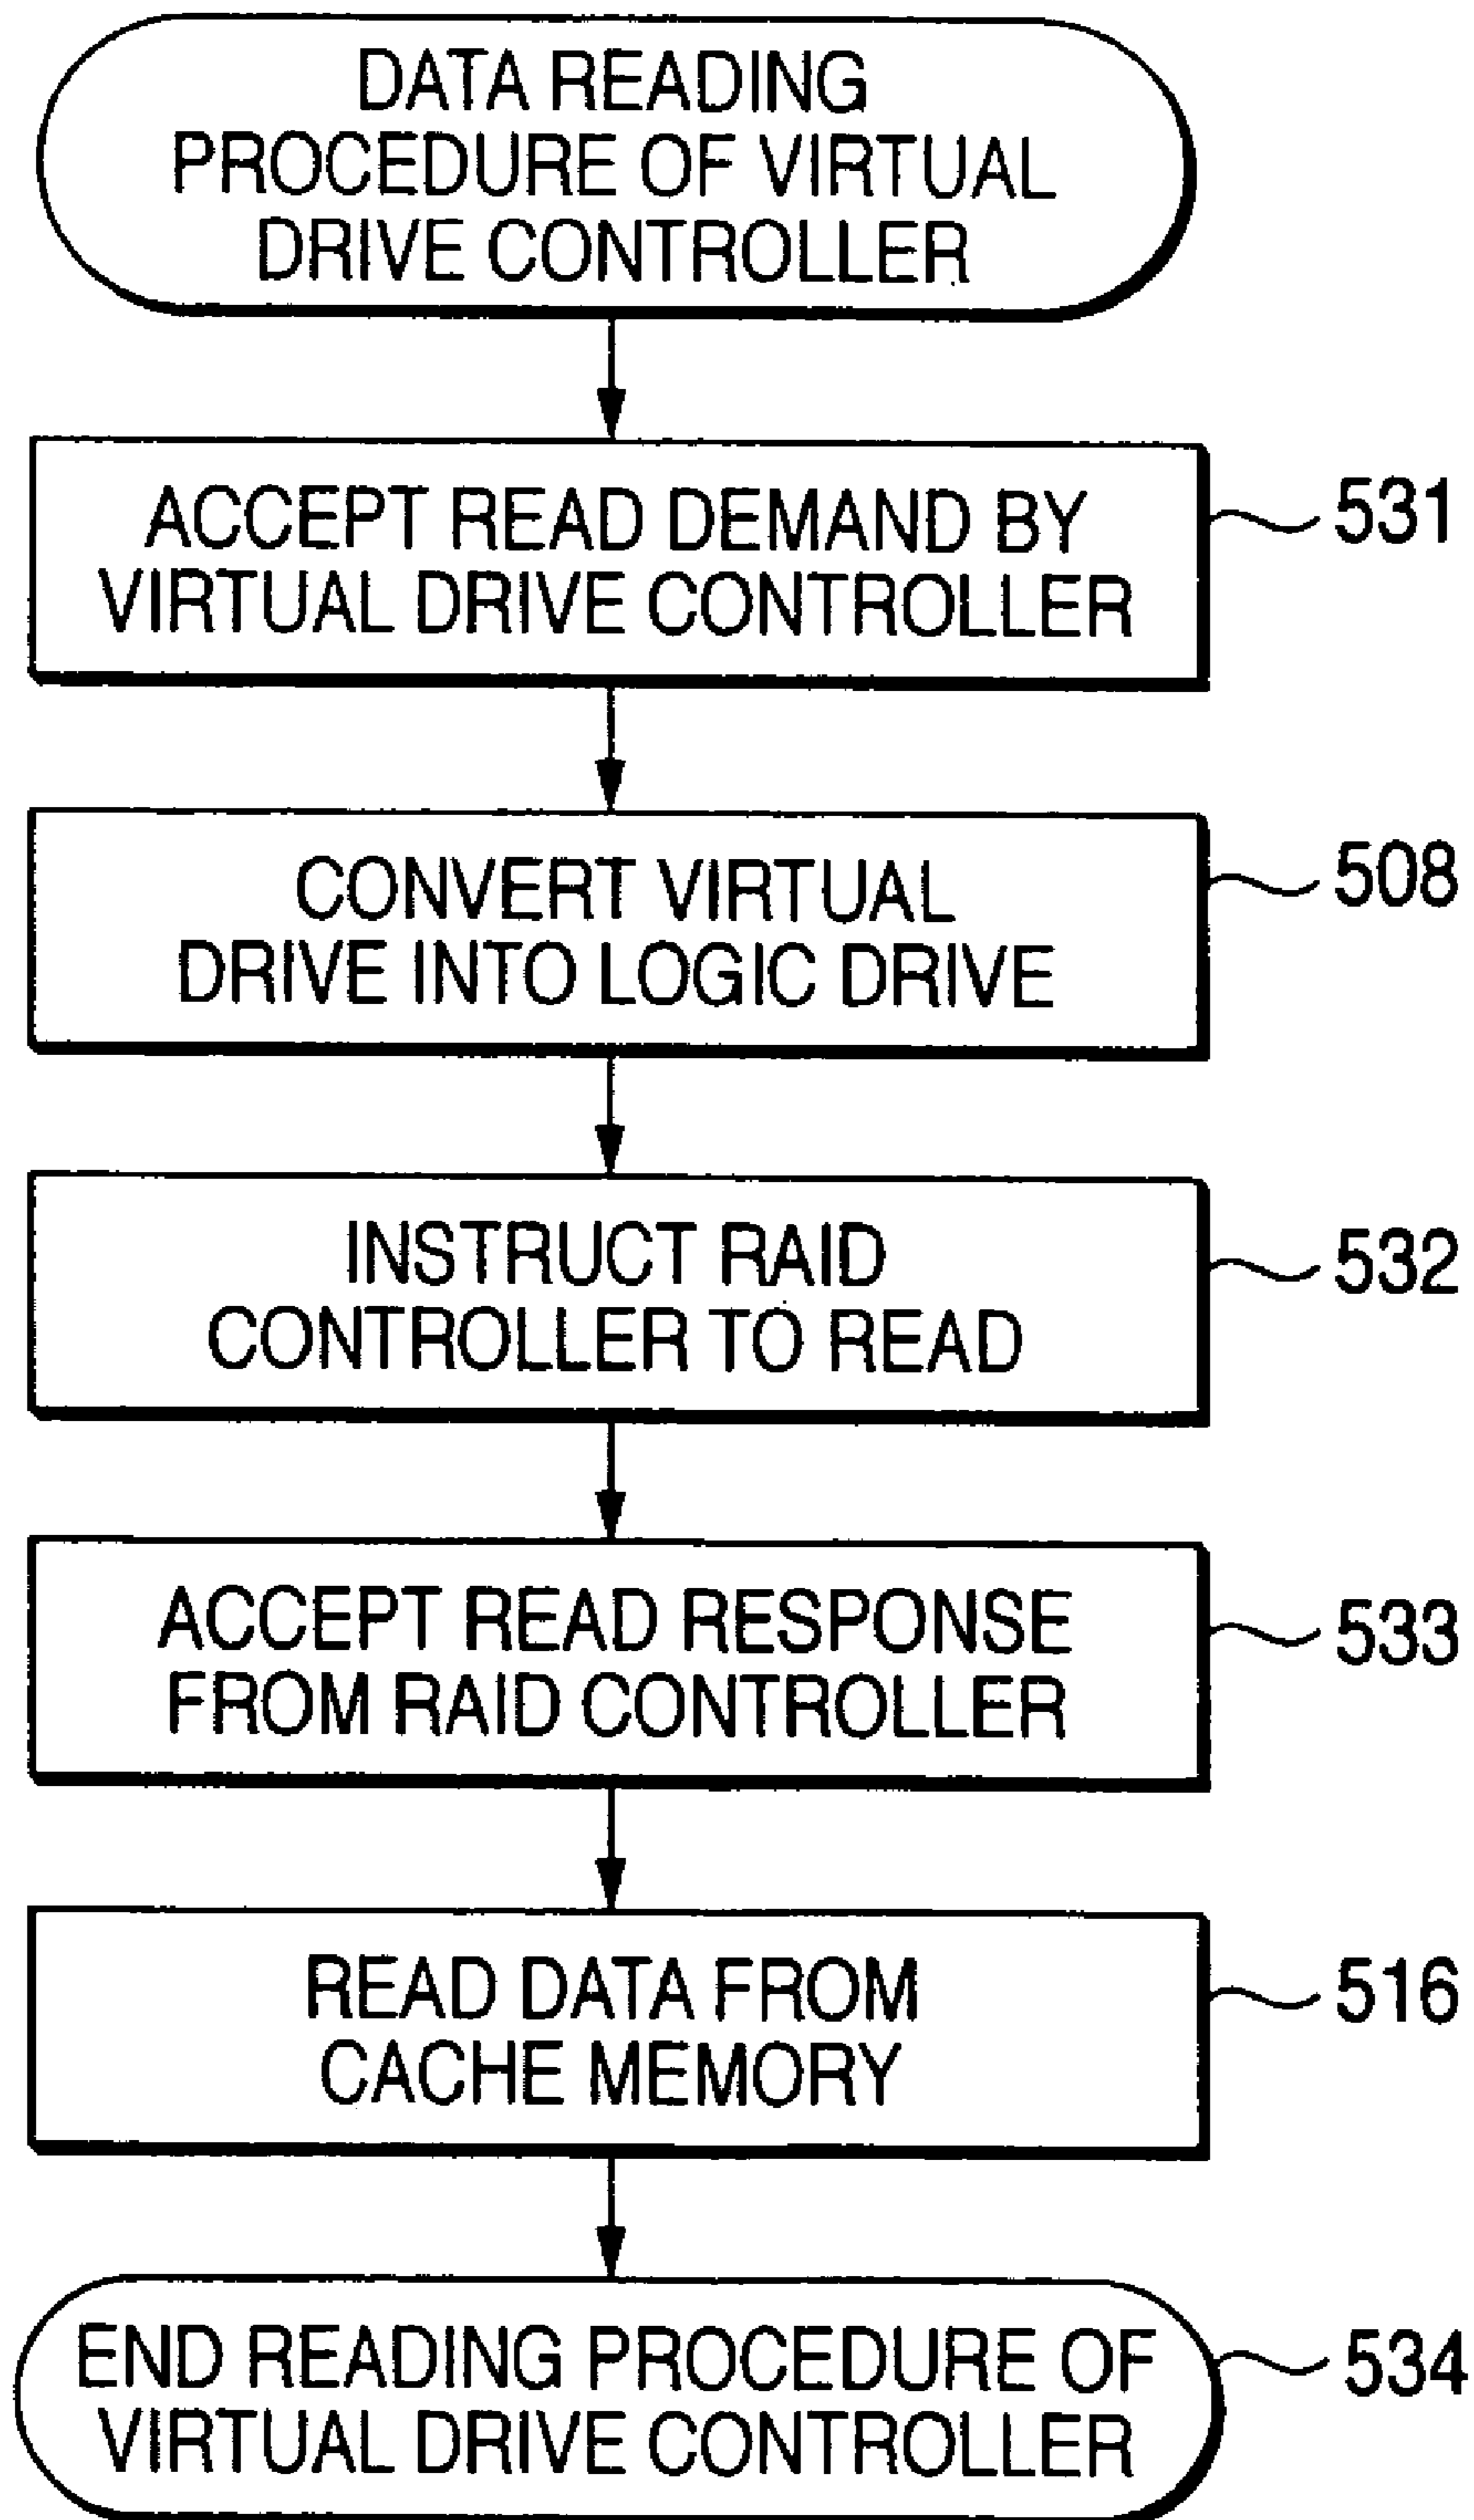 DATA READING
PROCEDURE OF VIRTUAL
DRIVE CONTROLLER
ACCEPT READ DEMAND BY
VIRTUAL DRIVE CONTROLLER
531
CONVERT VIRTUAL
DRIVE INTO LOGIC DRIVE
508
INSTRUCT RAID
CONTROLLER TO READ
532
ACCEPT READ RESPONSE
FROM RAID CONTROLLER
533
READ DATA FROM
CACHE MEMORY
516
END READING PROCEDURE OF
VIRTUAL DRIVE CONTROLLER
534